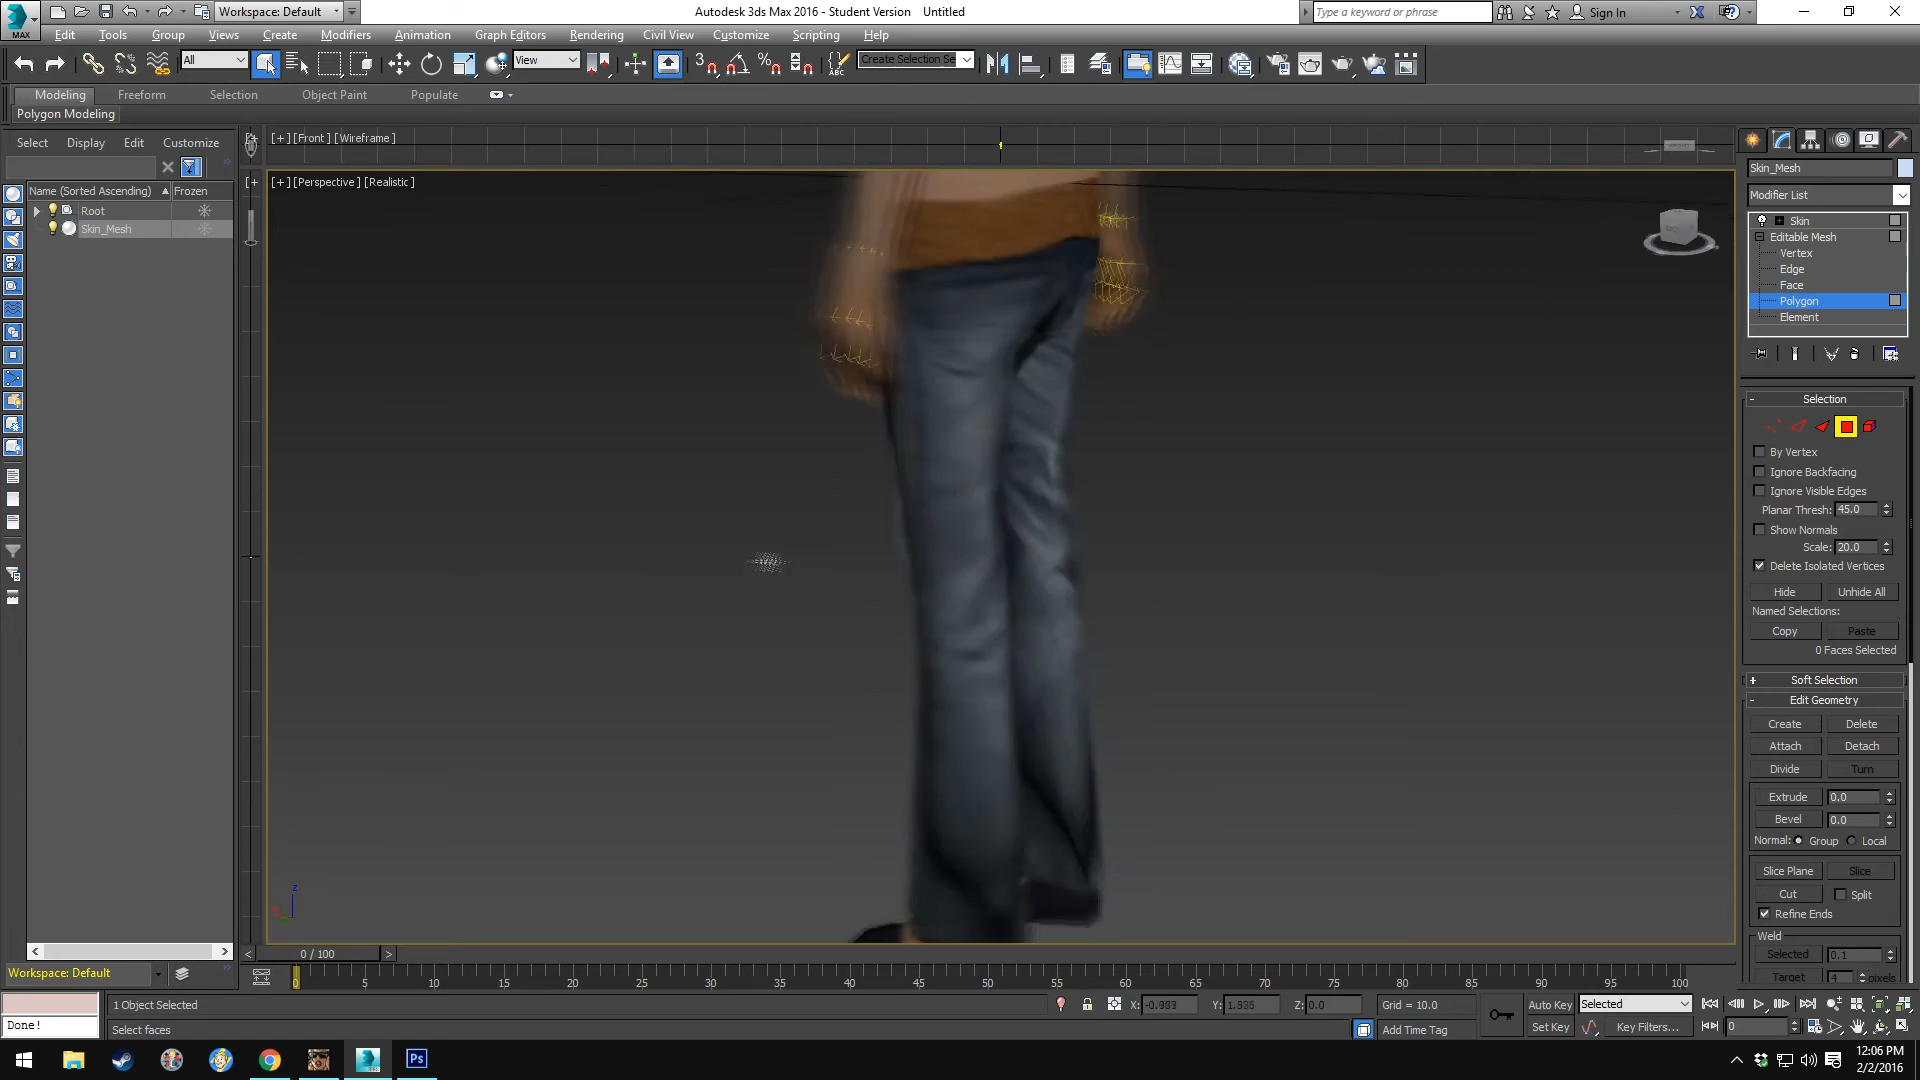 Workspace: Default
Autodesk 3ds Max 2016 - Student Version    Untitled
Type a keyword or phrase
Sign In
MAX
Edit Tools Group Views Create Modifiers Animation Graph Editors Rendering Civil View Customize Scripting Help
All
View
3
ABC
Create Selection Se
Modeling Freeform Selection Object Paint Populate
Polygon Modeling
Select Display Edit Customize
[+] [Front] [Wireframe]
[+] [Perspective] [Realistic]
Name (Sorted Ascending) Frozen
Root
Skin_Mesh
Skin_Mesh
Modifier List
Skin
Editable Mesh
Vertex
Edge
Face
Polygon
Element
Selection
By Vertex
Ignore Backfacing
Ignore Visible Edges
Planar Thresh: 45.0
Show Normals
Scale: 20.0
Delete Isolated Vertices
Hide Unhide All
Named Selections:
Copy Paste
0 Faces Selected
Soft Selection
Edit Geometry
Create Delete
Attach Detach
Divide Turn
Extrude 0.0
Bevel 0.0
Normal: Group Local
Slice Plane Slice
Cut Split
Refine Ends
Weld
Selected 0.1
Target 4 pixels
z
0 / 100
Workspace: Default
0 5 10 15 20 25 30 35 40 45 50 55 60 65 70 75 80 85 90 95 100
1 Object Selected
X: -0.983 Y: 1.935 Z: 0.0 Grid = 10.0
Auto Key Selected
Done!
Select faces
Add Time Tag
Set Key Key Filters... 0
Ps
12:06 PM
2/2/2016